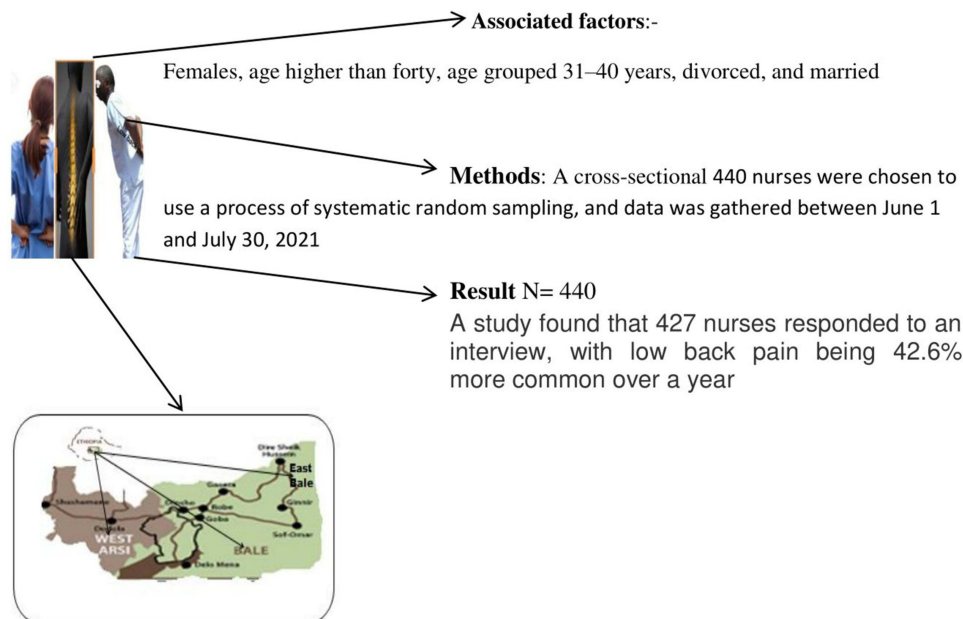 Associated factors:-
Females, age higher than forty, age grouped 31–40 years, divorced, and married
Methods: A cross-sectional 440 nurses were chosen to
use a process of systematic random sampling, and data was gathered between June 1
and July 30, 2021
Result N= 440
A study found that 427 nurses responded to an
interview, with low back pain being 42.6%
more common over a year
ETHIOPIA
Dire Sheik
Hussein
East
Bale
Gasera
Shashemane
Ginnir
Robe
Goba
Dodola
Sof-Omar
WEST
ARSI
BALE
Delo Mena